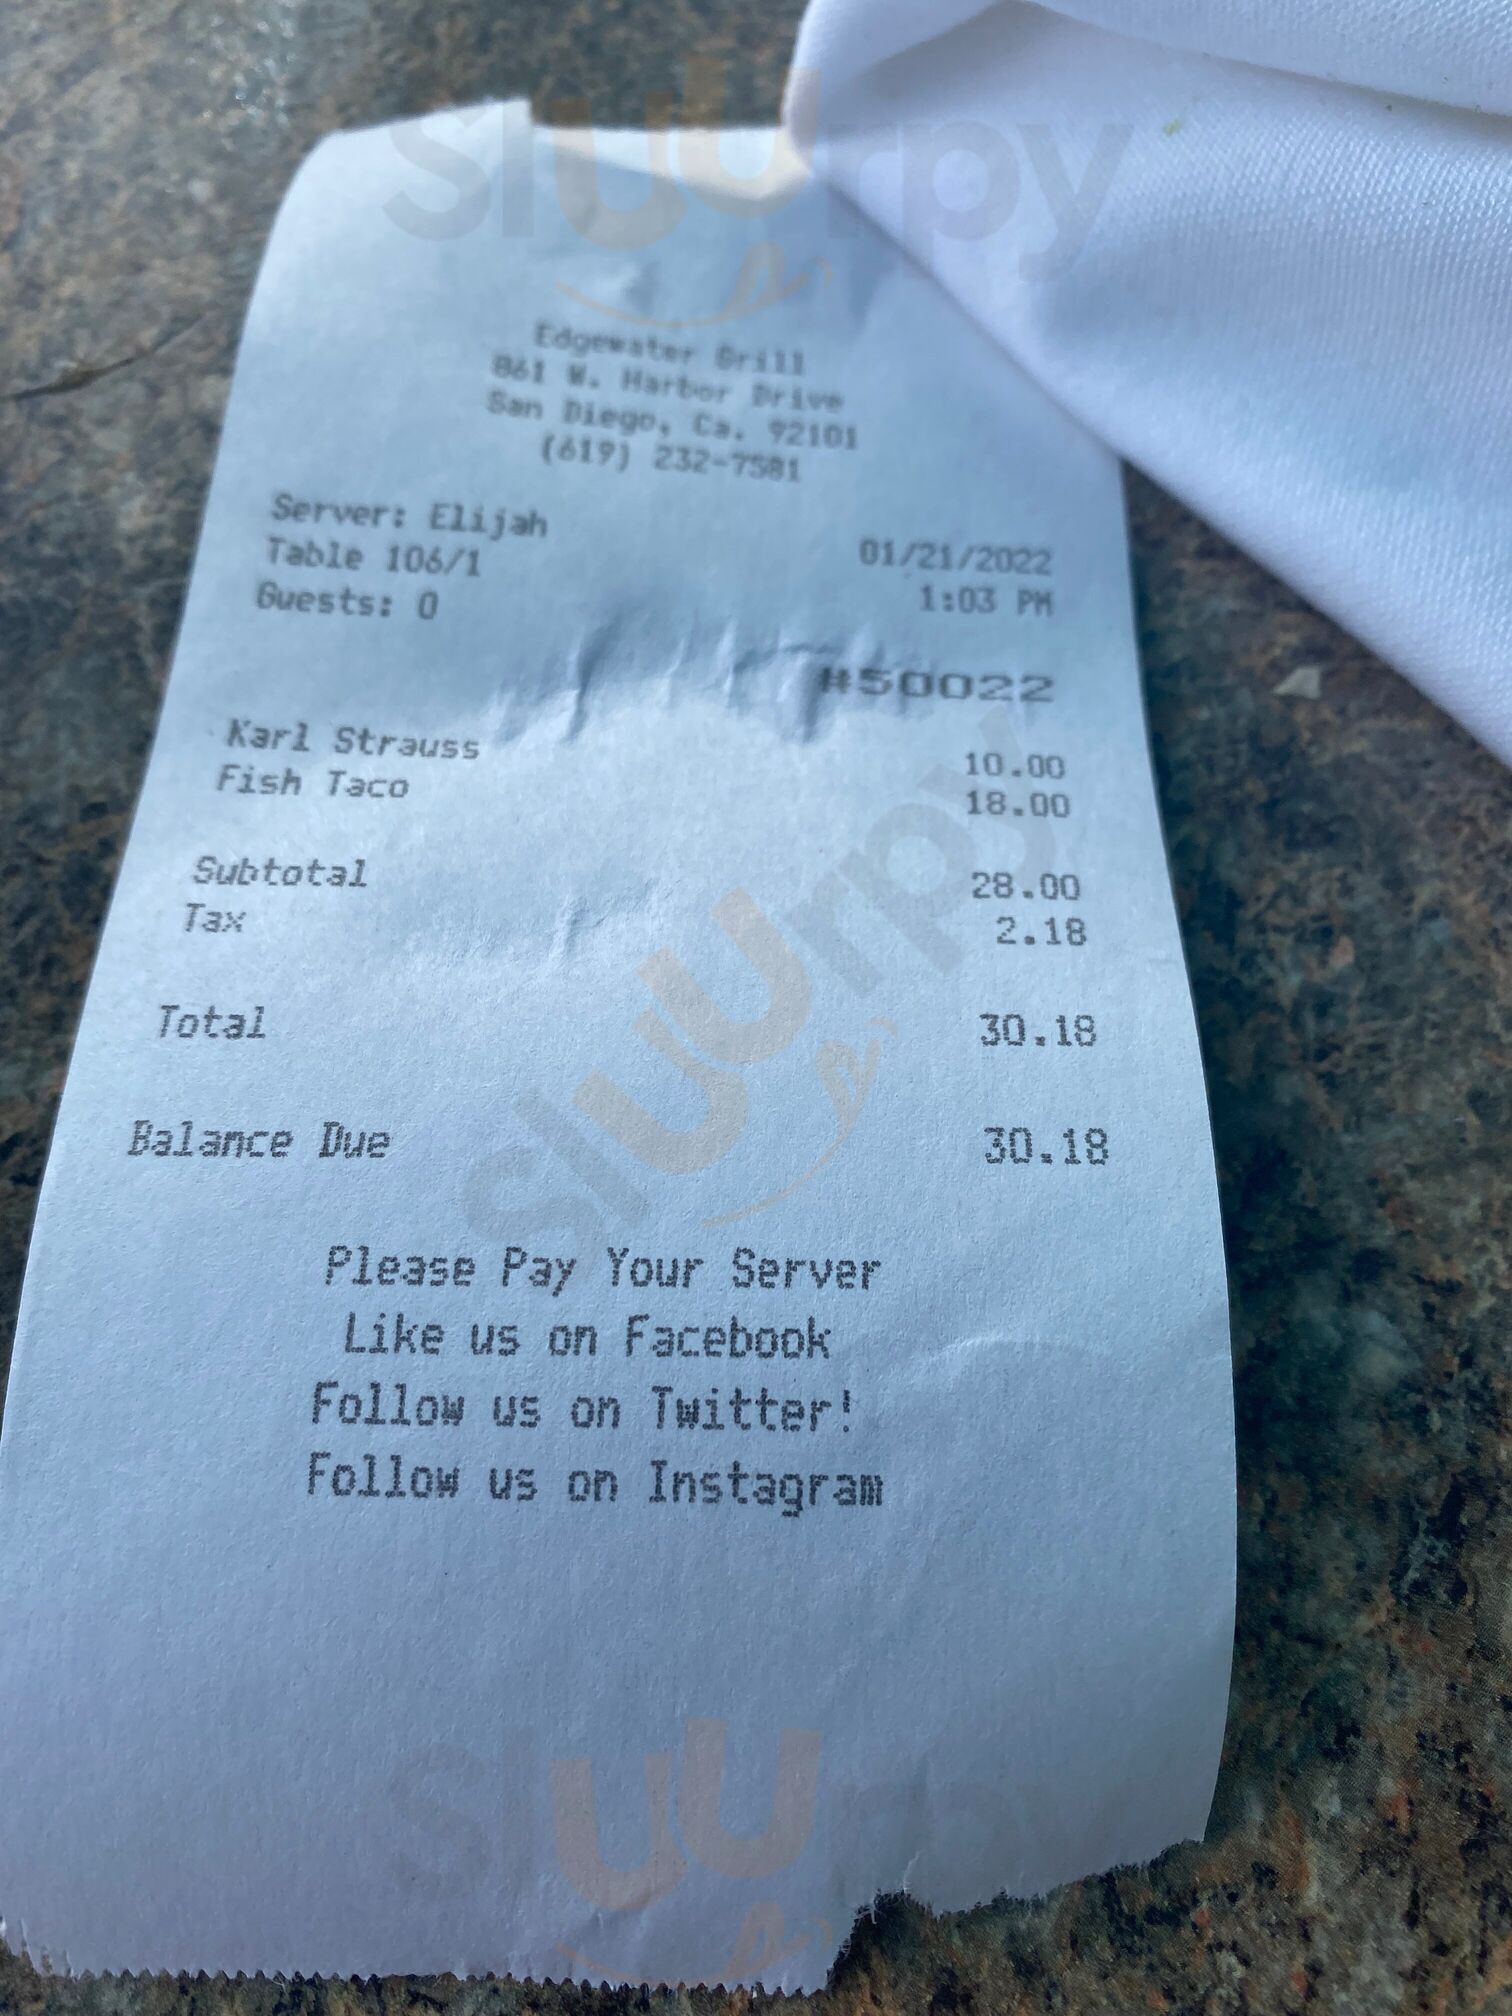 Edgewater Grill
861 W. Harbor Drive
San Diego, Ca. 92101
(619) 232-7581
Server: Elijah
01/21/2022
Table 106/1
1:03 PM
Guests: 0
#50022
Karl Strauss 10.00
Fish Taco 18.00
Subtotal 28.00
Tax 2.18
Total 30.18
Balance Due 30.18
Please Pay Your Server
Like us on Facebook
Follow us on Twitter!
Follow us on Instagram
sluurpy
sluurpy
sluurpy